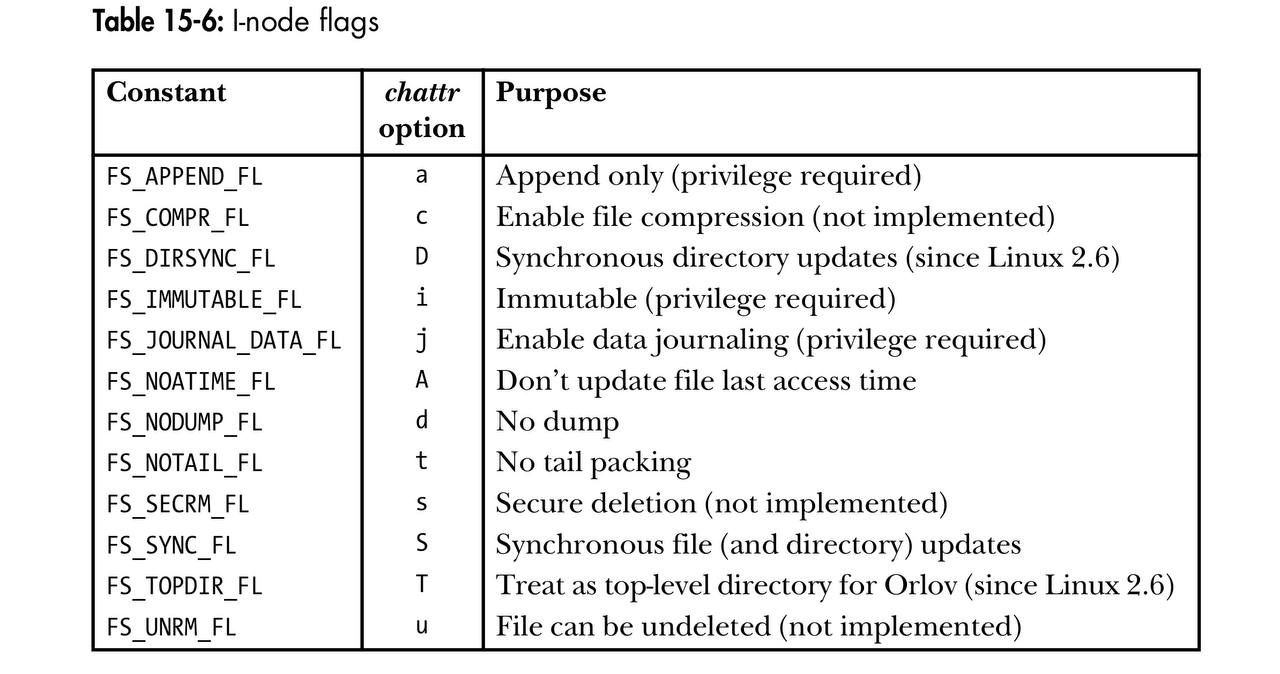 Table 15-6: I-node flags
Constant chattr option Purpose
FS_APPEND_FL a Append only (privilege required)
FS_COMPR_FL c Enable file compression (not implemented)
FS_DIRSYNC_FL D Synchronous directory updates (since Linux 2.6)
FS_IMMUTABLE_FL i Immutable (privilege required)
FS_JOURNAL_DATA_FL j Enable data journaling (privilege required)
FS_NOATIME_FL A Don’t update file last access time
FS_NODUMP_FL d No dump
FS_NOTAIL_FL t No tail packing
FS_SECRM_FL s Secure deletion (not implemented)
FS_SYNC_FL S Synchronous file (and directory) updates
FS_TOPDIR_FL T Treat as top-level directory for Orlov (since Linux 2.6)
FS_UNRM_FL u File can be undeleted (not implemented)